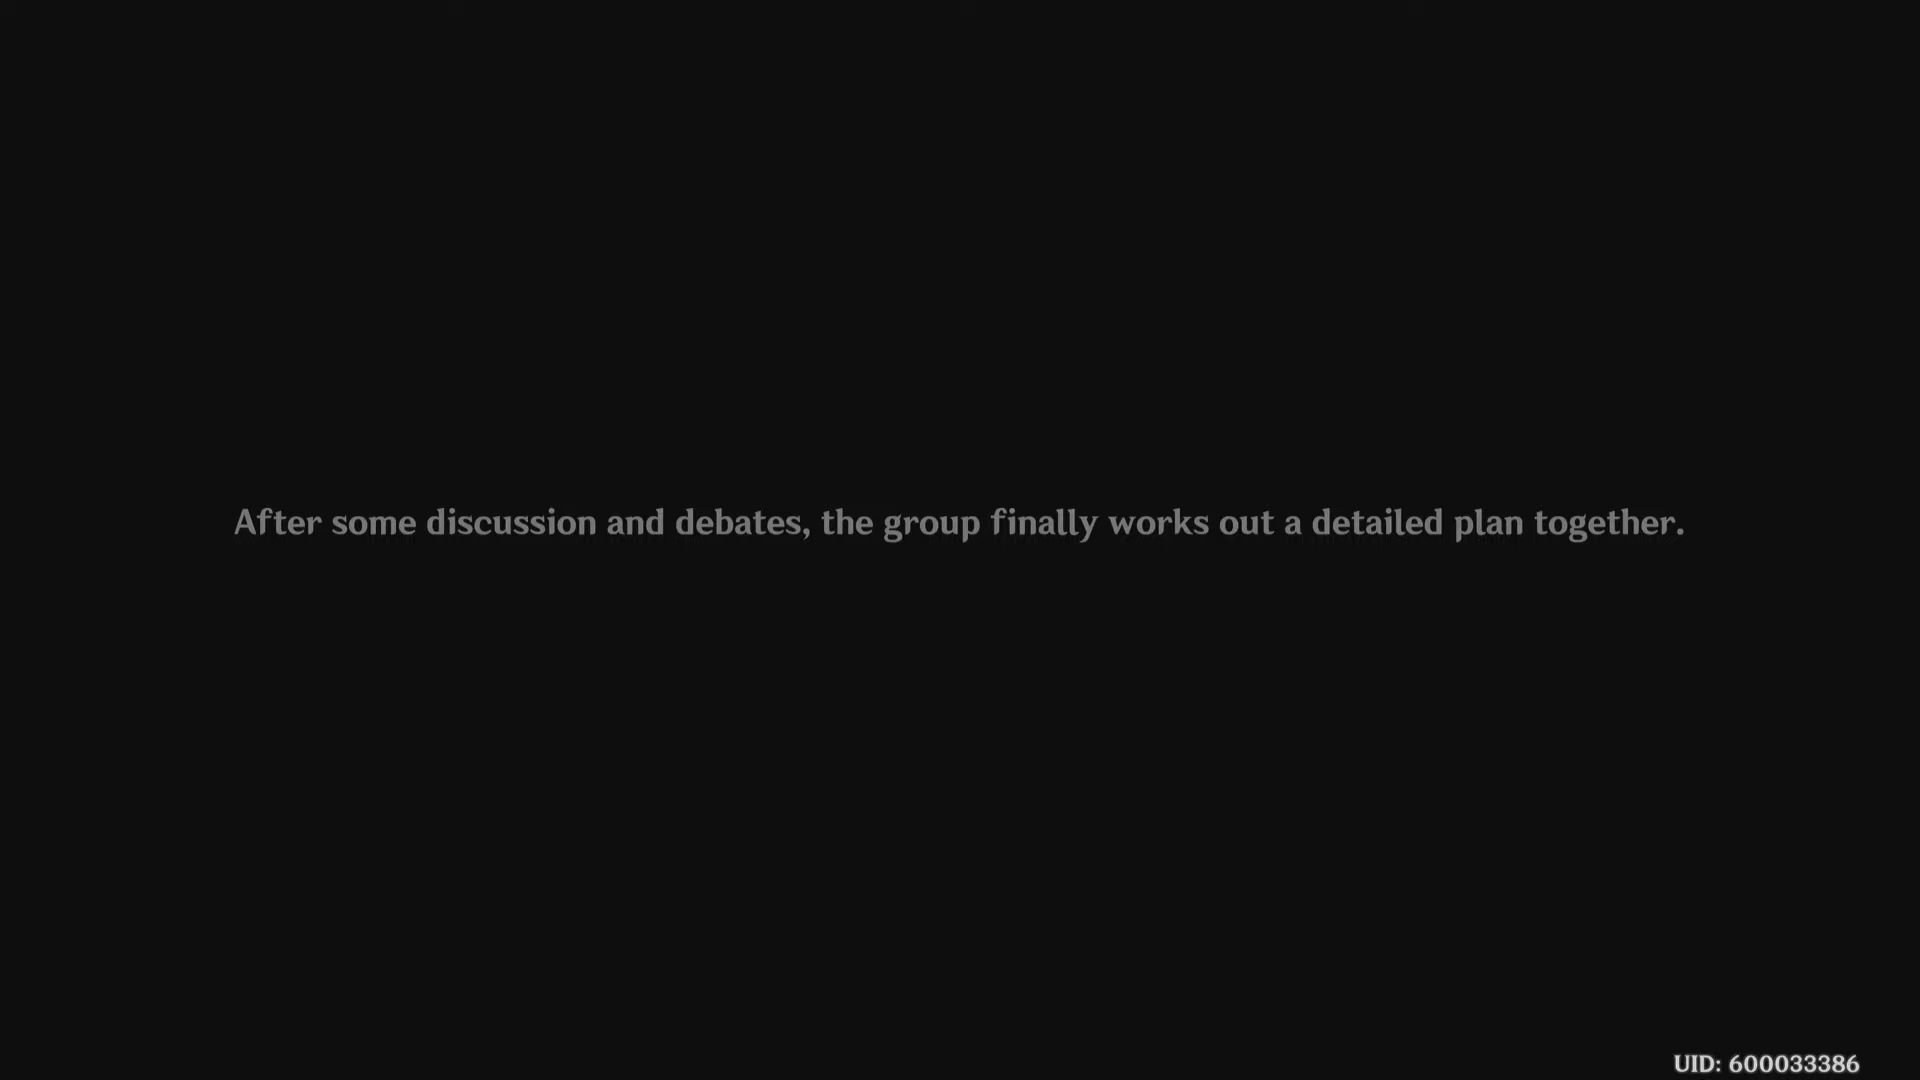 After some discussion and debates, the group finally works out a detailed plan together.
UID: 600033386